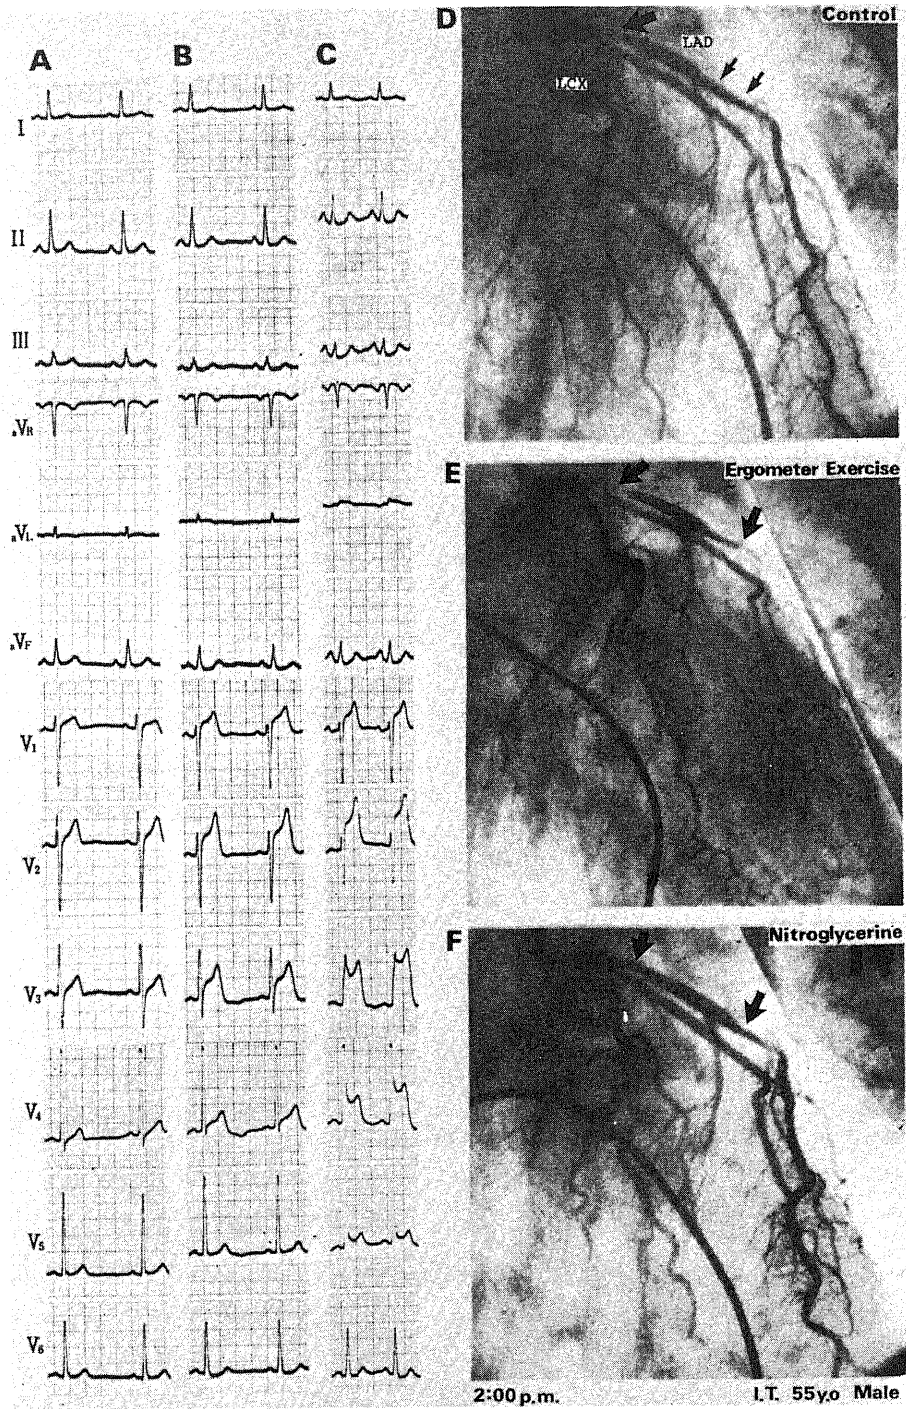 A
B
C
I
II
III
aVR
aVL
aVF
V1
V2
V3
V4
V5
V6
D
Control
LAD
LCX
E
Ergometer Exercise
F
Nitroglycerine
2:00 p.m.
I.T. 55y.o Male